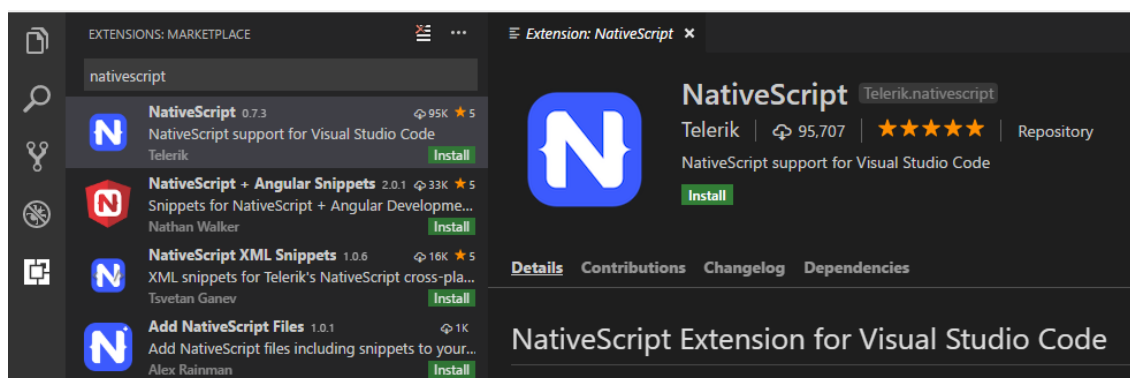 EXTENSIONS: MARKETPLACE
nativescript
NativeScript 0.7.3 95K ★ 5
NativeScript support for Visual Studio Code
Telerik Install
NativeScript + Angular Snippets 2.0.1 33K ★ 5
Snippets for NativeScript + Angular Developme...
Nathan Walker Install
NativeScript XML Snippets 1.0.6 16K ★ 5
XML snippets for Telerik's NativeScript cross-pla...
Tsvetan Ganev Install
Add NativeScript Files 1.0.1 1K
Add NativeScript files including snippets to your...
Alex Rainman Install
Extension: NativeScript
NativeScript Telerik.nativescript
Telerik | 95,707 | ★★★★★ | Repository
NativeScript support for Visual Studio Code
Install
Details Contributions Changelog Dependencies
NativeScript Extension for Visual Studio Code